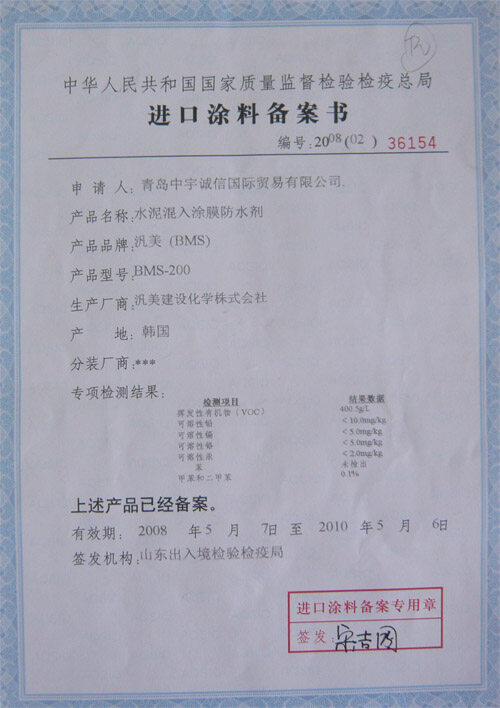 中华人民共和国国家质量监督检验检疫总局
进口涂料备案书
编号:2008(02) 36154
申请人:青岛中宇诚信国际贸易有限公司.
产品名称:水泥混入涂膜防水剂
产品品牌:汎美 (BMS)
产品型号:BMS-200
生产厂商:汎美建设化学株式会社
产 地:韩国
分装厂商:***
专项检测结果:
检测项目 结果数据
挥发性有机物(VOC) 400.5g/L
可溶性铅 <10.0mg/kg
可溶性镉 <5.0mg/kg
可溶性铬 <5.0mg/kg
可溶性汞 <2.0mg/kg
苯 未检出
甲苯和二甲苯 0.1%
上述产品已经备案。
有效期: 2008 年 5 月 7日 至 2010 年 5 月 6日
签发机构:山东出入境检验检疫局
进口涂料备案专用章
签发:宋吉国